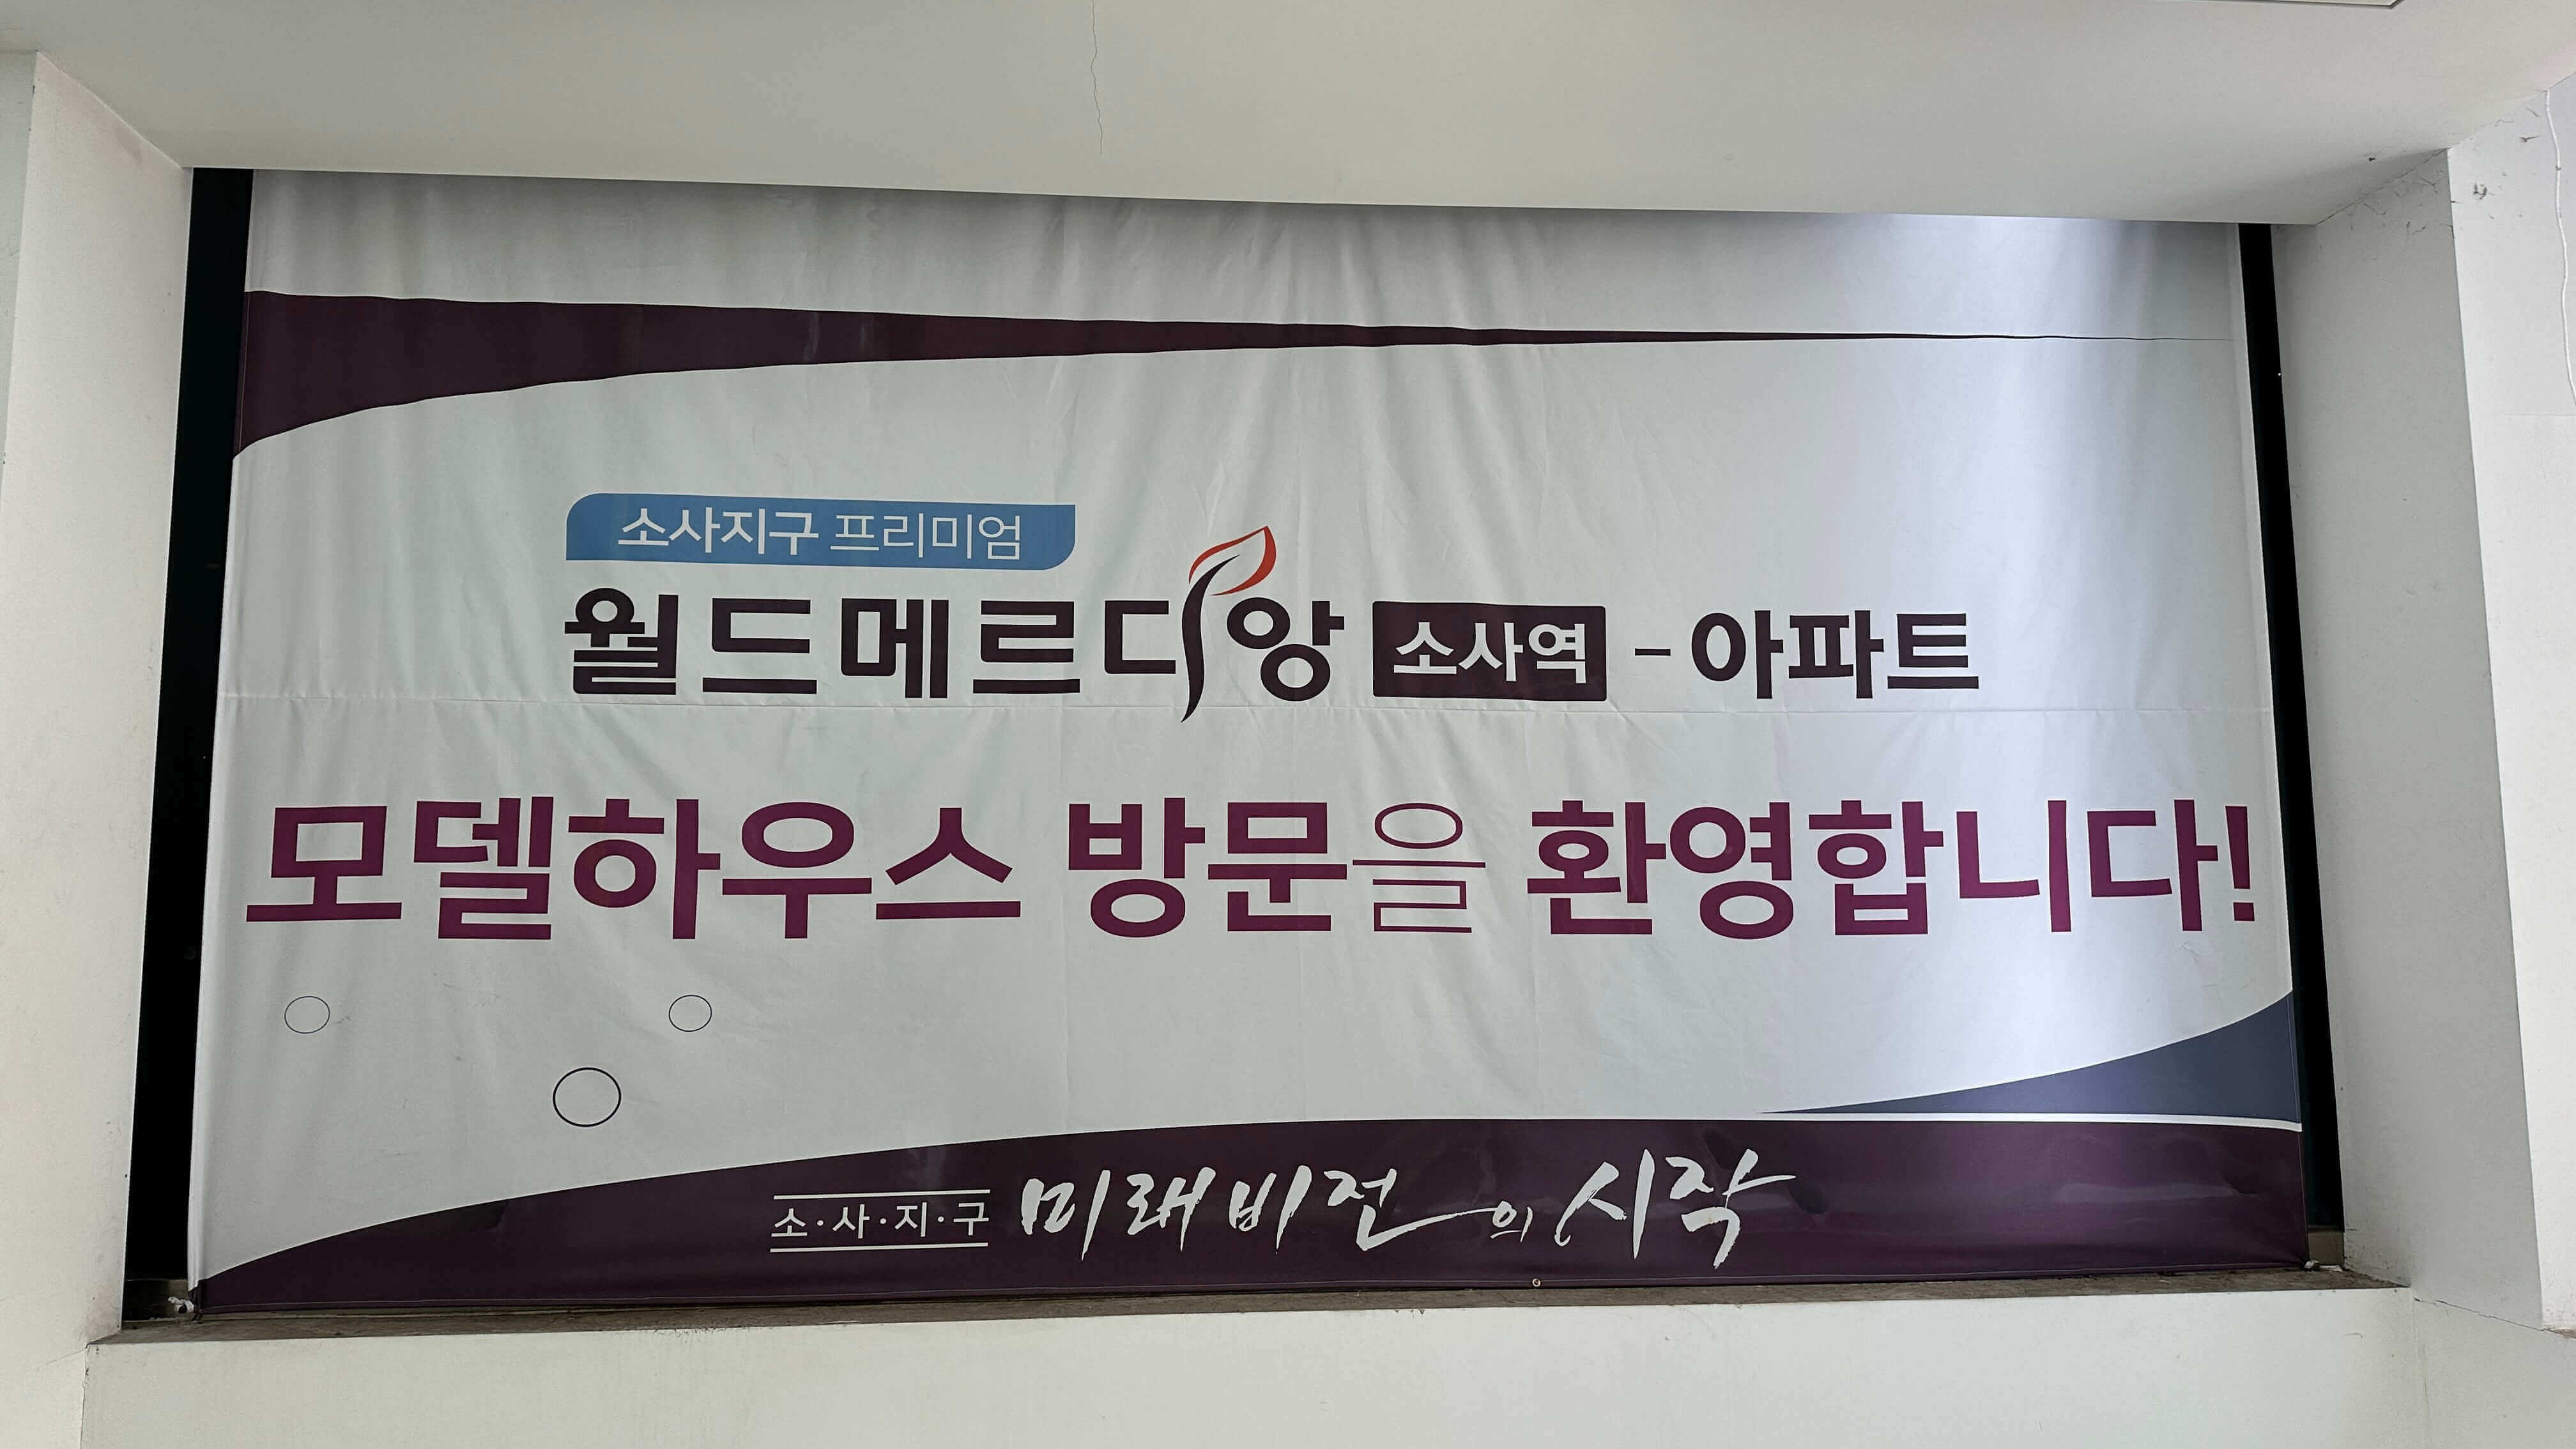 소사지구 프리미엄
월드메르디앙 소사역 - 아파트
모델하우스 방문을 환영합니다!
소·사·지·구 미래비전의 시작